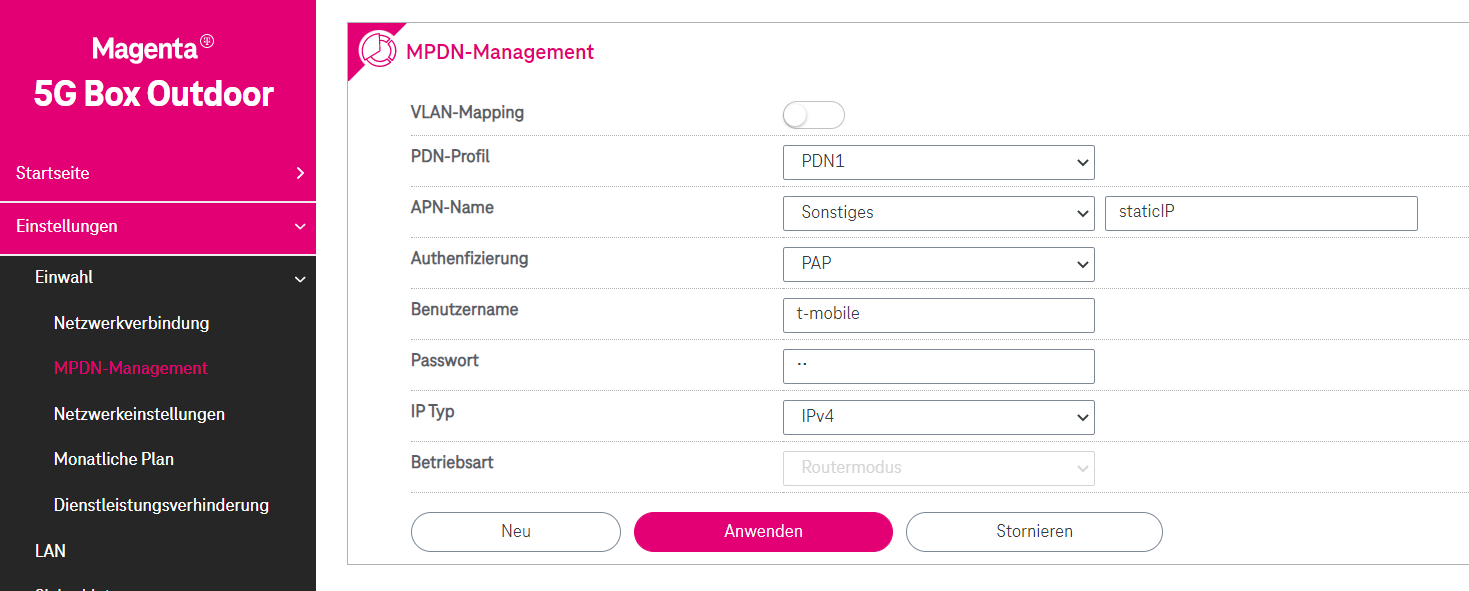 Magenta
5G Box Outdoor
Startseite
Einstellungen
Einwahl
Netzwerkverbindung
MPDN-Management
Netzwerkeinstellungen
Monatliche Plan
Dienstleistungsverhinderung
LAN
MPDN-Management
VLAN-Mapping
PDN-Profil PDN1
APN-Name Sonstiges staticIP
Authenfizierung PAP
Benutzername t-mobile
Passwort ··
IP Typ IPv4
Betriebsart Routermodus
Neu Anwenden Stornieren